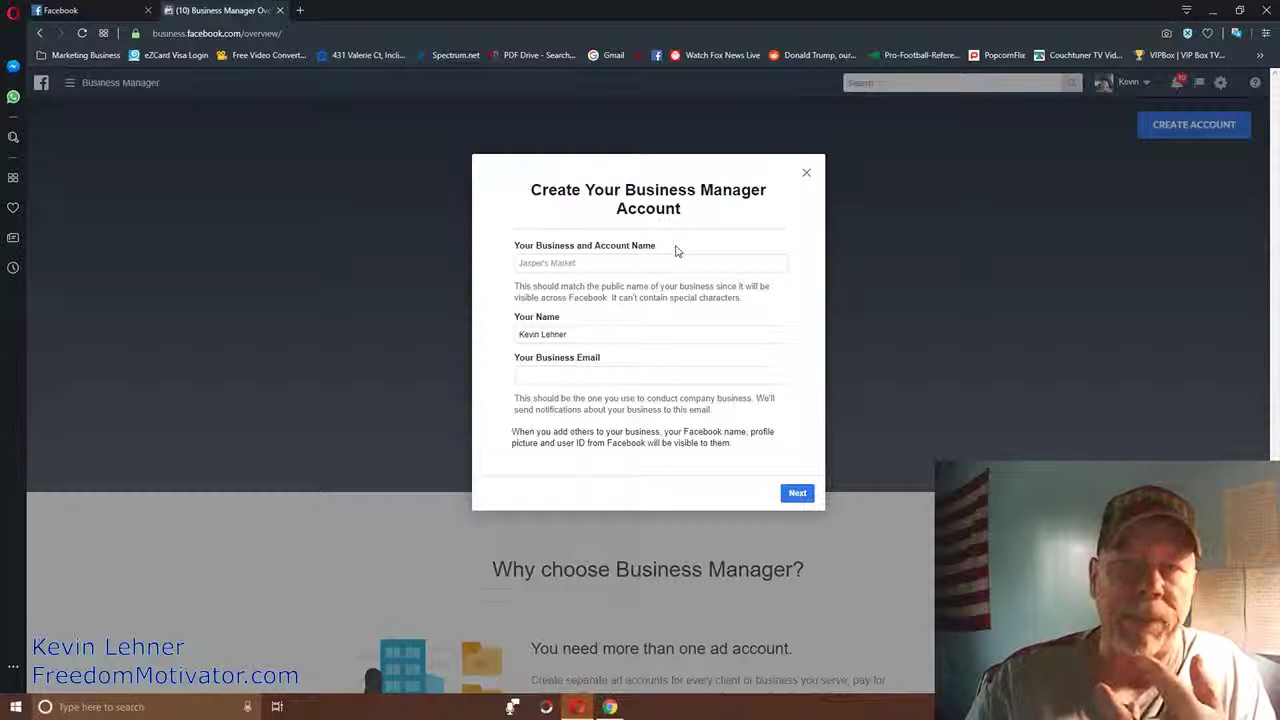 Facebook
(10) Business Manager Ov
business.facebook.com/overview/
Marketing Business
eZCard Visa Login
Free Video Convert...
431 Valerie Ct, Incli...
Spectrum.net
PDF Drive - Search...
Gmail
Watch Fox News Live
Donald Trump, our...
Pro-Football-Refere...
PopcornFlix
Couchtuner TV Vid...
VIPBox | VIP Box TV...
Business Manager
Search
Kevin
10
CREATE ACCOUNT
Create Your Business Manager
Account
Your Business and Account Name
Jasper's Market
This should match the public name of your business since it will be
visible across Facebook. It can't contain special characters.
Your Name
Kevin Lehner
Your Business Email
This should be the one you use to conduct company business. We'll
send notifications about your business to this email.
When you add others to your business, your Facebook name, profile
picture and user ID from Facebook will be visible to them.
Next
Why choose Business Manager?
You need more than one ad account.
Create separate ad accounts for every client or business you serve, pay for
Kevin Lehner
FreedomMotivator.com
Type here to search